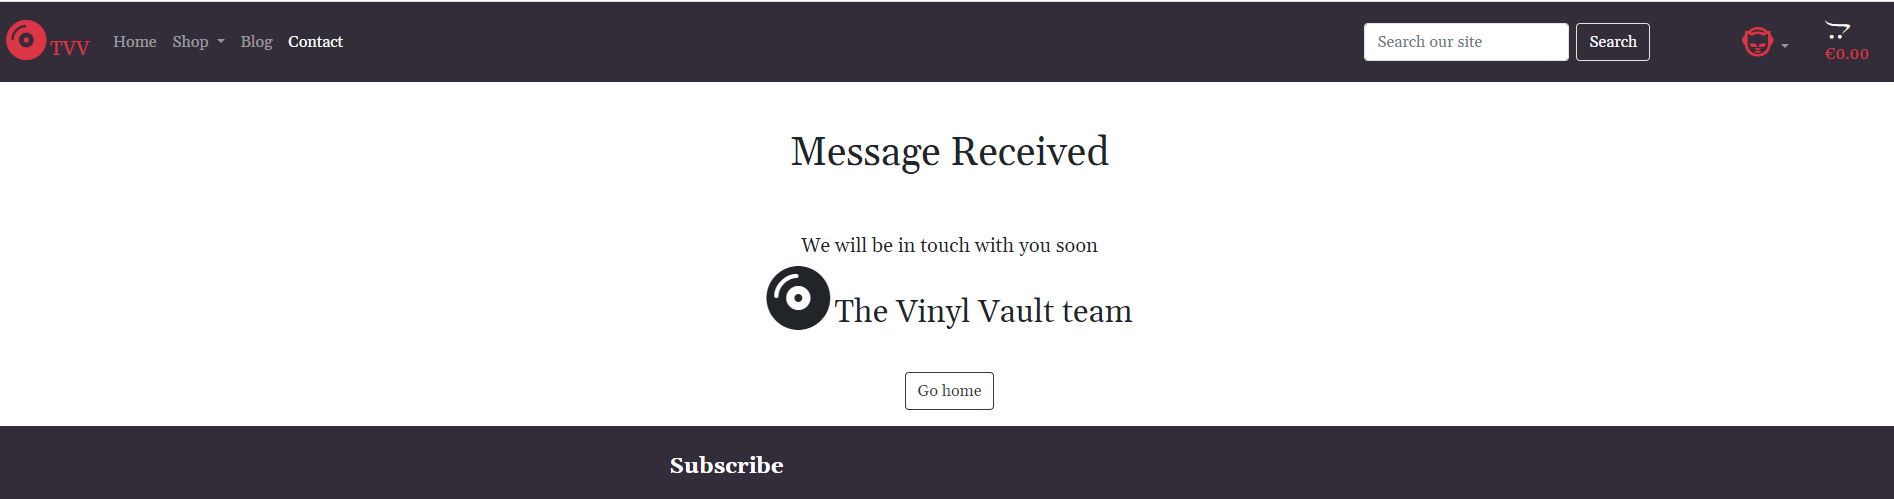 TVV Home Shop Blog Contact Search our site Search
€0.00
Message Received
We will be in touch with you soon
The Vinyl Vault team
Go home
Subscribe